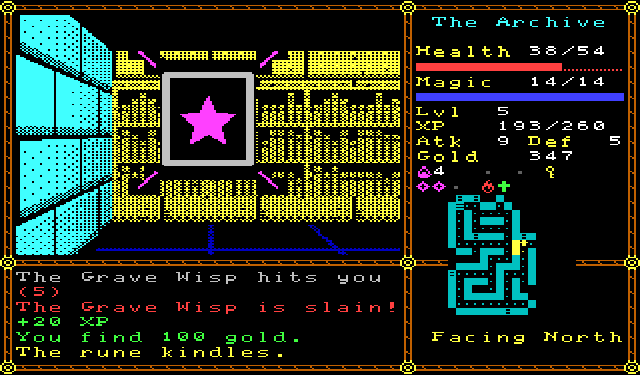 The Archive
Health 38/54
Magic 14/14
Lvl 5
XP 193/260
Atk 9 Def 5
Gold 347
4
Facing North
The Grave Wisp hits you
(5)
The Grave Wisp is slain!
+20 XP
You find 100 gold.
The rune kindles.